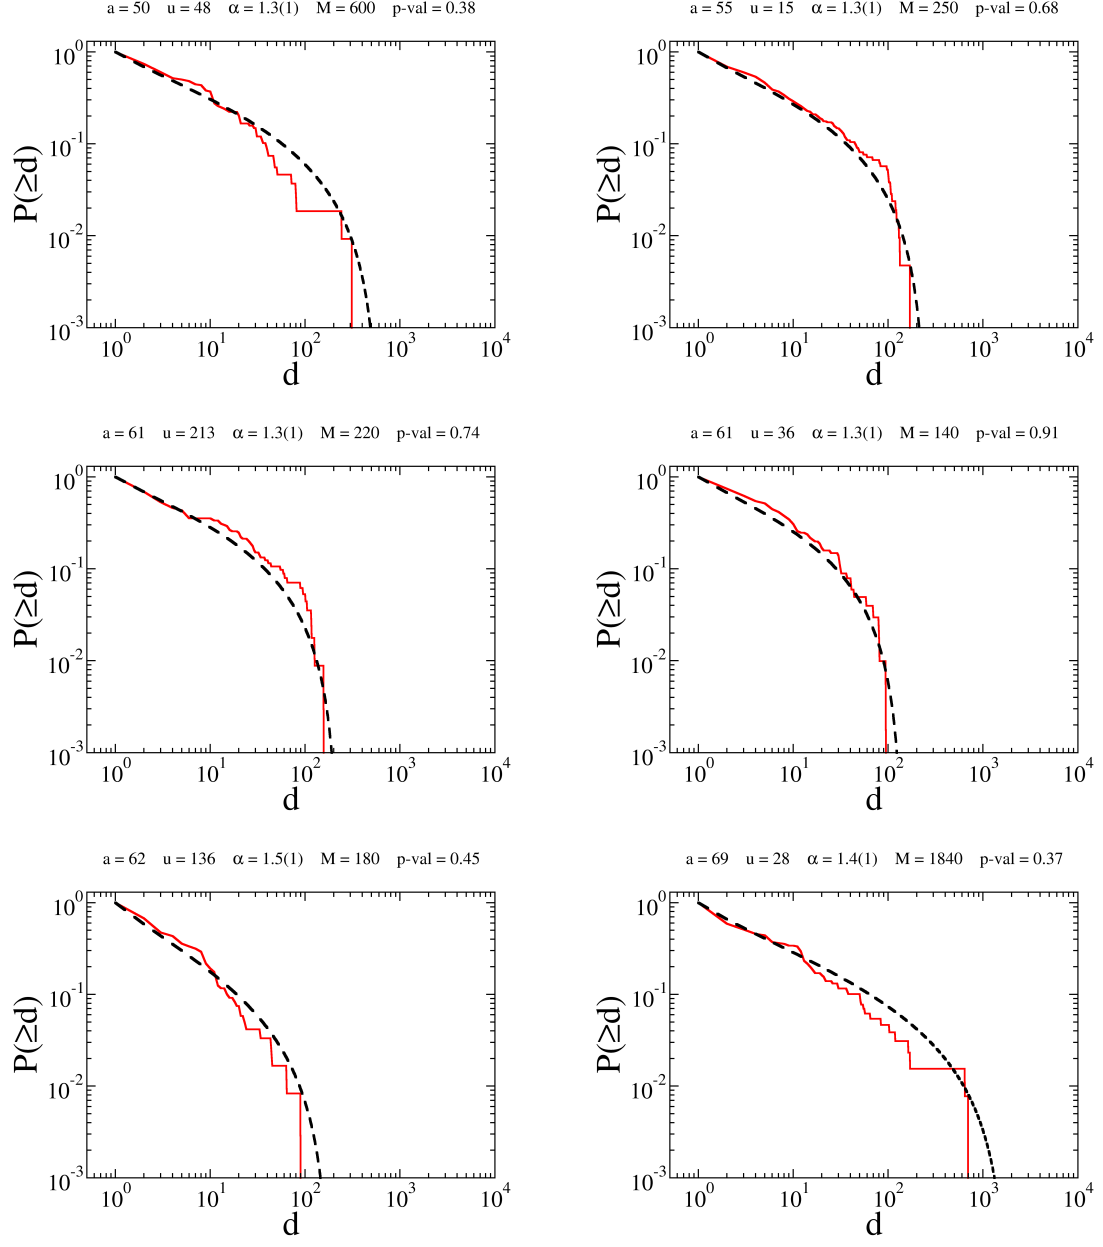 a = 50 u = 48 α = 1.3(1) M = 600 p-val = 0.38
10^0
10^-1
10^-2
10^-3
P(≥d)
10^0 10^1 10^2 10^3 10^4
d
a = 55 u = 15 α = 1.3(1) M = 250 p-val = 0.68
10^0
10^-1
10^-2
10^-3
P(≥d)
10^0 10^1 10^2 10^3 10^4
d
a = 61 u = 213 α = 1.3(1) M = 220 p-val = 0.74
10^0
10^-1
10^-2
10^-3
P(≥d)
10^0 10^1 10^2 10^3 10^4
d
a = 61 u = 36 α = 1.3(1) M = 140 p-val = 0.91
10^0
10^-1
10^-2
10^-3
P(≥d)
10^0 10^1 10^2 10^3 10^4
d
a = 62 u = 136 α = 1.5(1) M = 180 p-val = 0.45
10^0
10^-1
10^-2
10^-3
P(≥d)
10^0 10^1 10^2 10^3 10^4
d
a = 69 u = 28 α = 1.4(1) M = 1840 p-val = 0.37
10^0
10^-1
10^-2
10^-3
P(≥d)
10^0 10^1 10^2 10^3 10^4
d